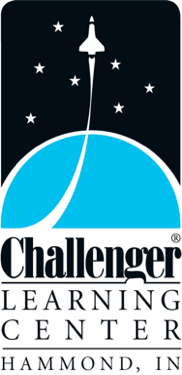 Challenger®
LEARNING
CENTER
HAMMOND, IN